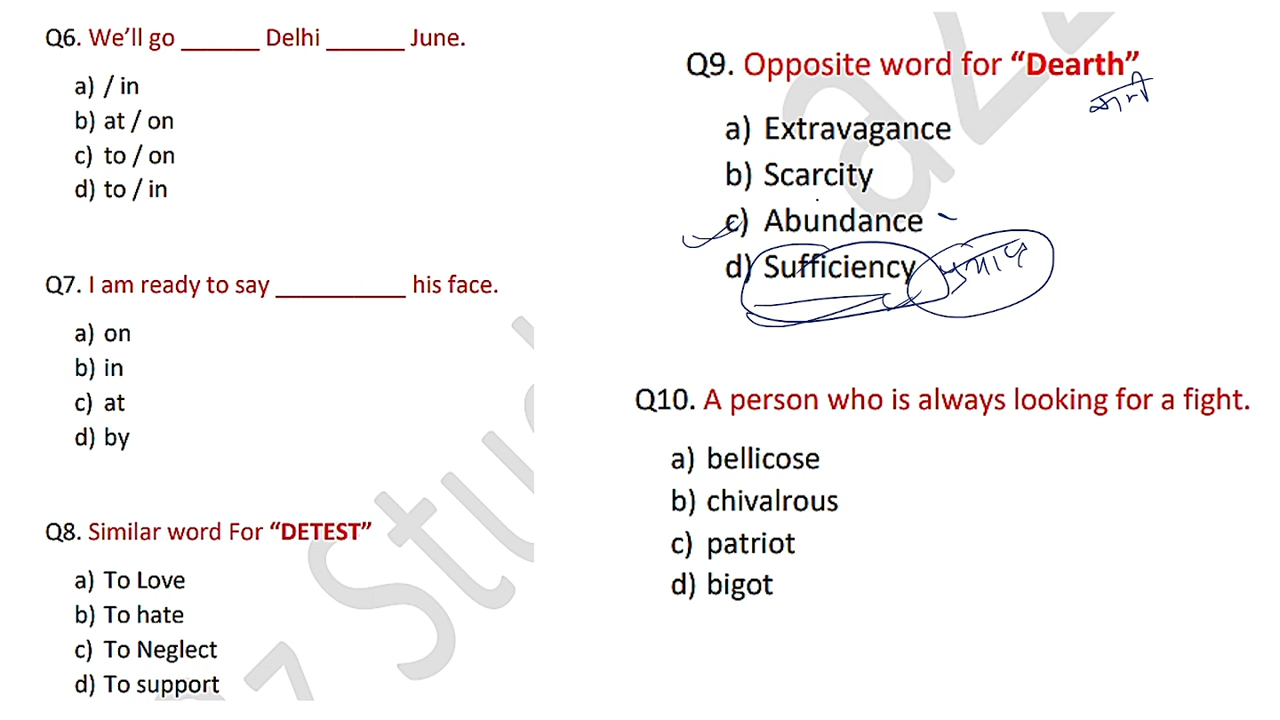 Q6. We’ll go ______ Delhi ______ June.
a) / in
b) at / on
c) to / on
d) to / in
Q7. I am ready to say __________ his face.
a) on
b) in
c) at
d) by
Q8. Similar word For “DETEST”
a) To Love
b) To hate
c) To Neglect
d) To support
Q9. Opposite word for “Dearth”
a) Extravagance
b) Scarcity
c) Abundance
d) Sufficiency
Q10. A person who is always looking for a fight.
a) bellicose
b) chivalrous
c) patriot
d) bigot